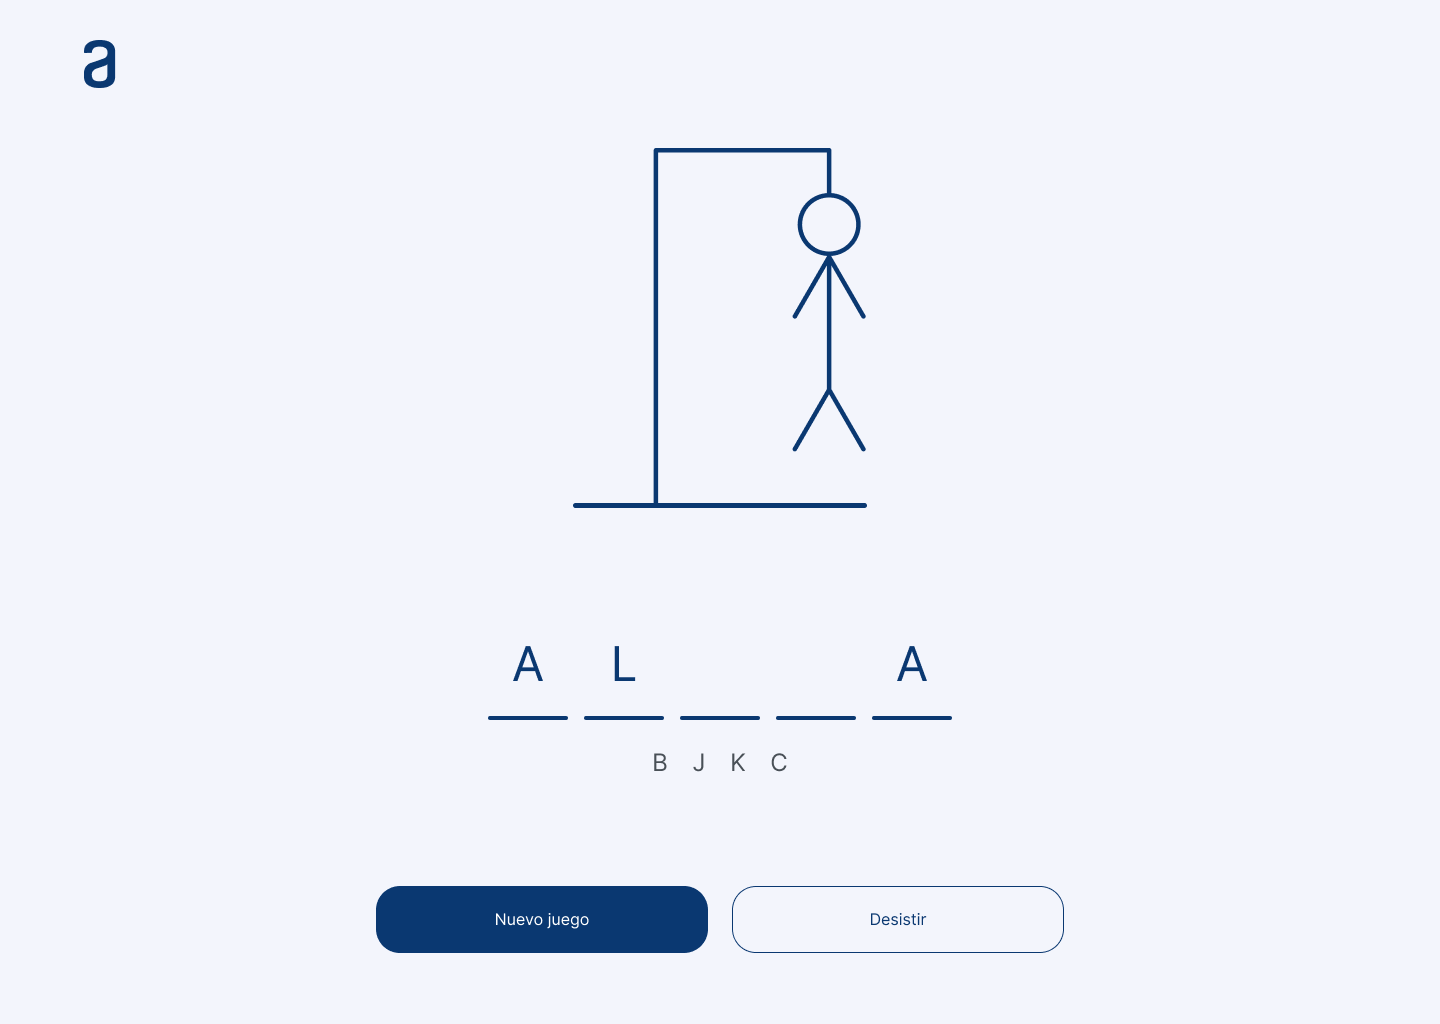 a
A L A
B J K C
Nuevo juego
Desistir